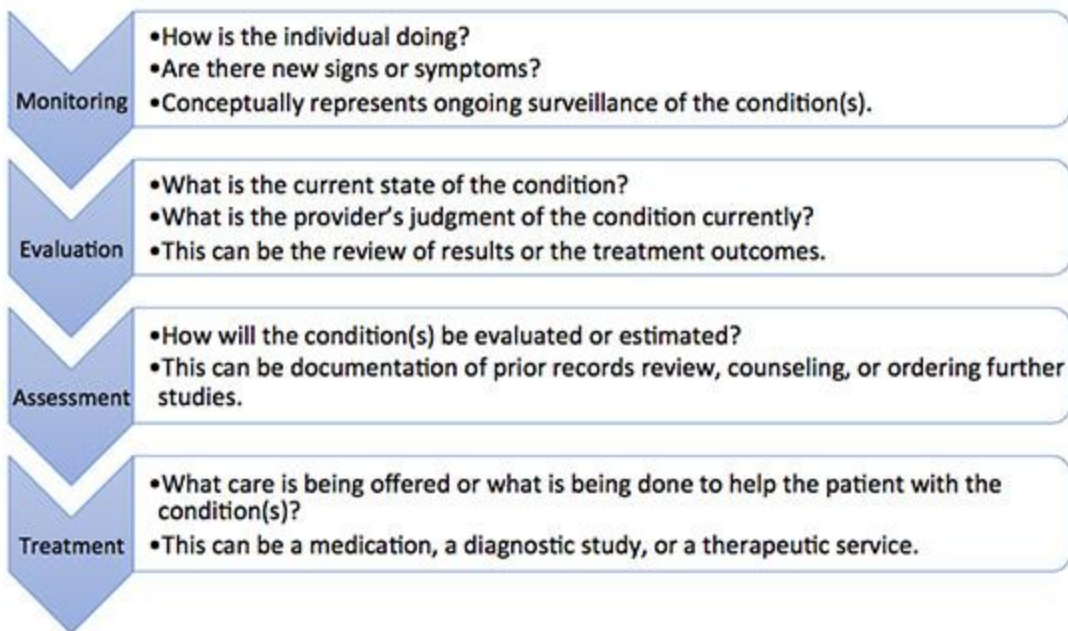 Monitoring
•How is the individual doing?
•Are there new signs or symptoms?
•Conceptually represents ongoing surveillance of the condition(s).
Evaluation
•What is the current state of the condition?
•What is the provider’s judgment of the condition currently?
•This can be the review of results or the treatment outcomes.
Assessment
•How will the condition(s) be evaluated or estimated?
•This can be documentation of prior records review, counseling, or ordering further
studies.
Treatment
•What care is being offered or what is being done to help the patient with the
condition(s)?
•This can be a medication, a diagnostic study, or a therapeutic service.